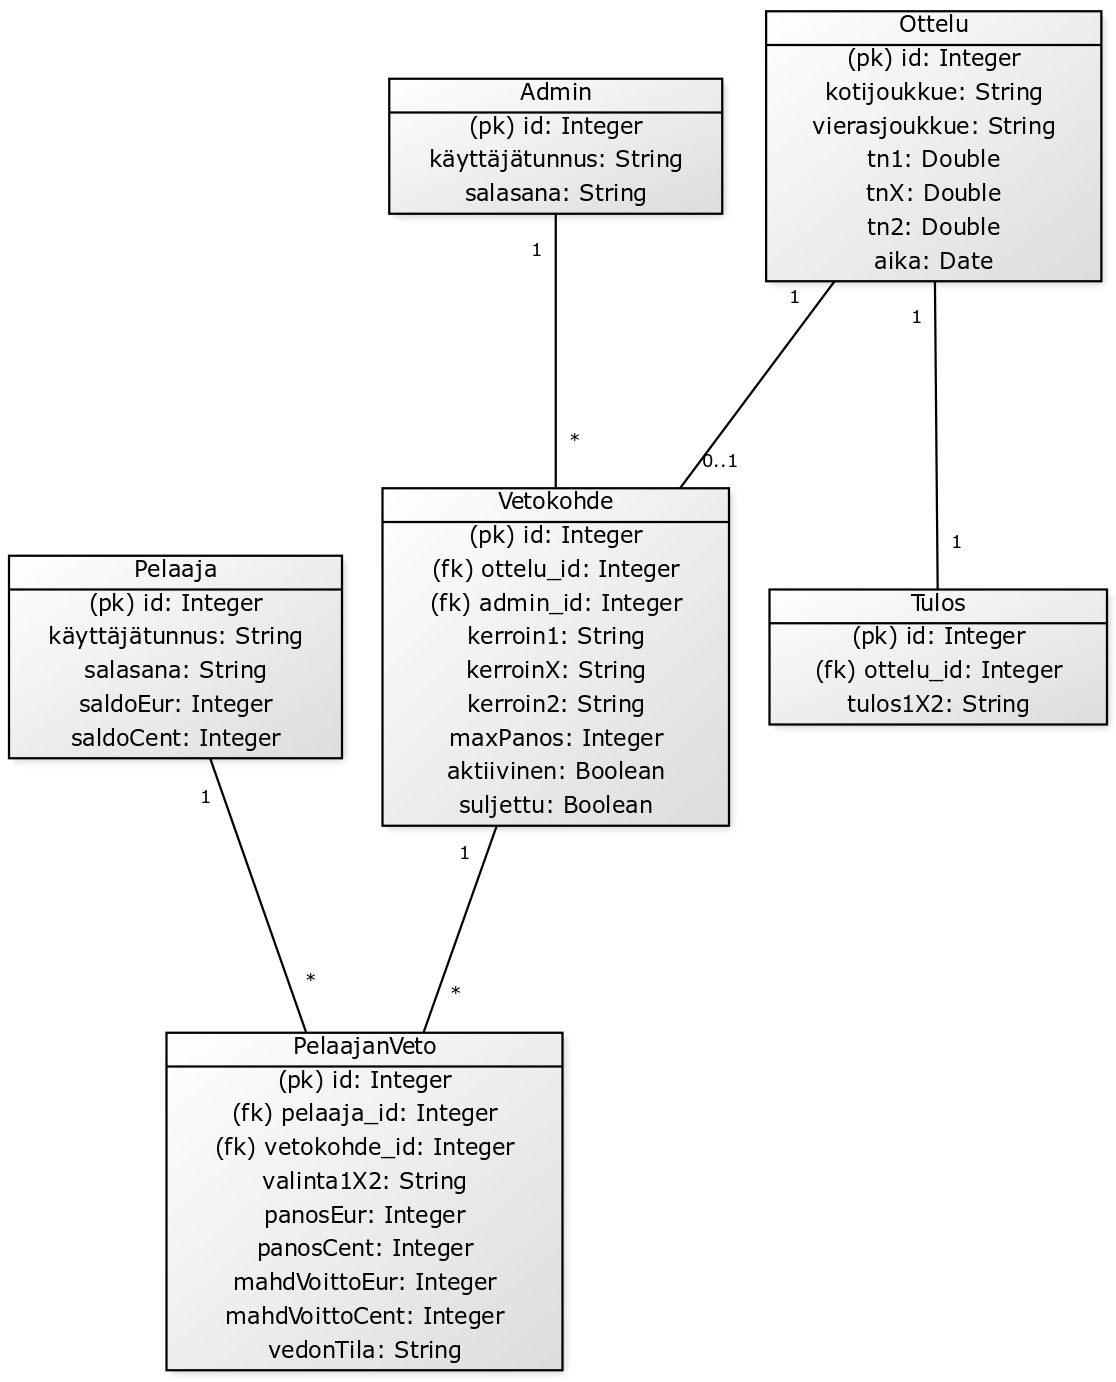 Ottelu
(pk) id: Integer
kotijoukkue: String
vierasjoukkue: String
tn1: Double
tnX: Double
tn2: Double
aika: Date
Admin
(pk) id: Integer
käyttäjätunnus: String
salasana: String
1
*
1
0..1
1
1
Vetokohde
(pk) id: Integer
(fk) ottelu_id: Integer
(fk) admin_id: Integer
kerroin1: String
kerroinX: String
kerroin2: String
maxPanos: Integer
aktiivinen: Boolean
suljettu: Boolean
Pelaaja
(pk) id: Integer
käyttäjätunnus: String
salasana: String
saldoEur: Integer
saldoCent: Integer
Tulos
(pk) id: Integer
(fk) ottelu_id: Integer
tulos1X2: String
1
*
1
*
PelaajanVeto
(pk) id: Integer
(fk) pelaaja_id: Integer
(fk) vetokohde_id: Integer
valinta1X2: String
panosEur: Integer
panosCent: Integer
mahdVoittoEur: Integer
mahdVoittoCent: Integer
vedonTila: String